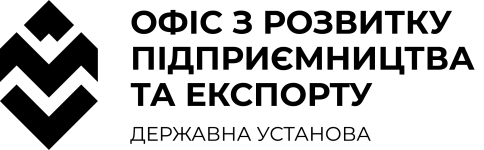 ОФІС З РОЗВИТКУ
ПІДПРИЄМНИЦТВА
ТА ЕКСПОРТУ
ДЕРЖАВНА УСТАНОВА